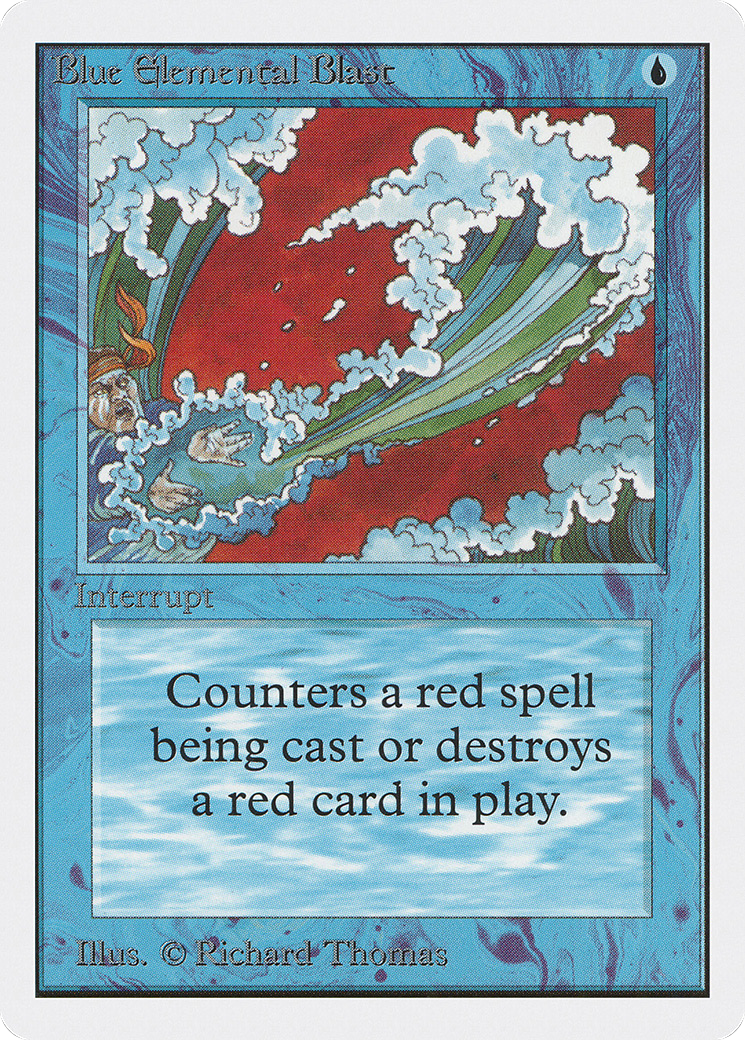 Blue Elemental Blast
Interrupt
Counters a red spell
being cast or destroys
a red card in play.
Illus. © Richard Thomas